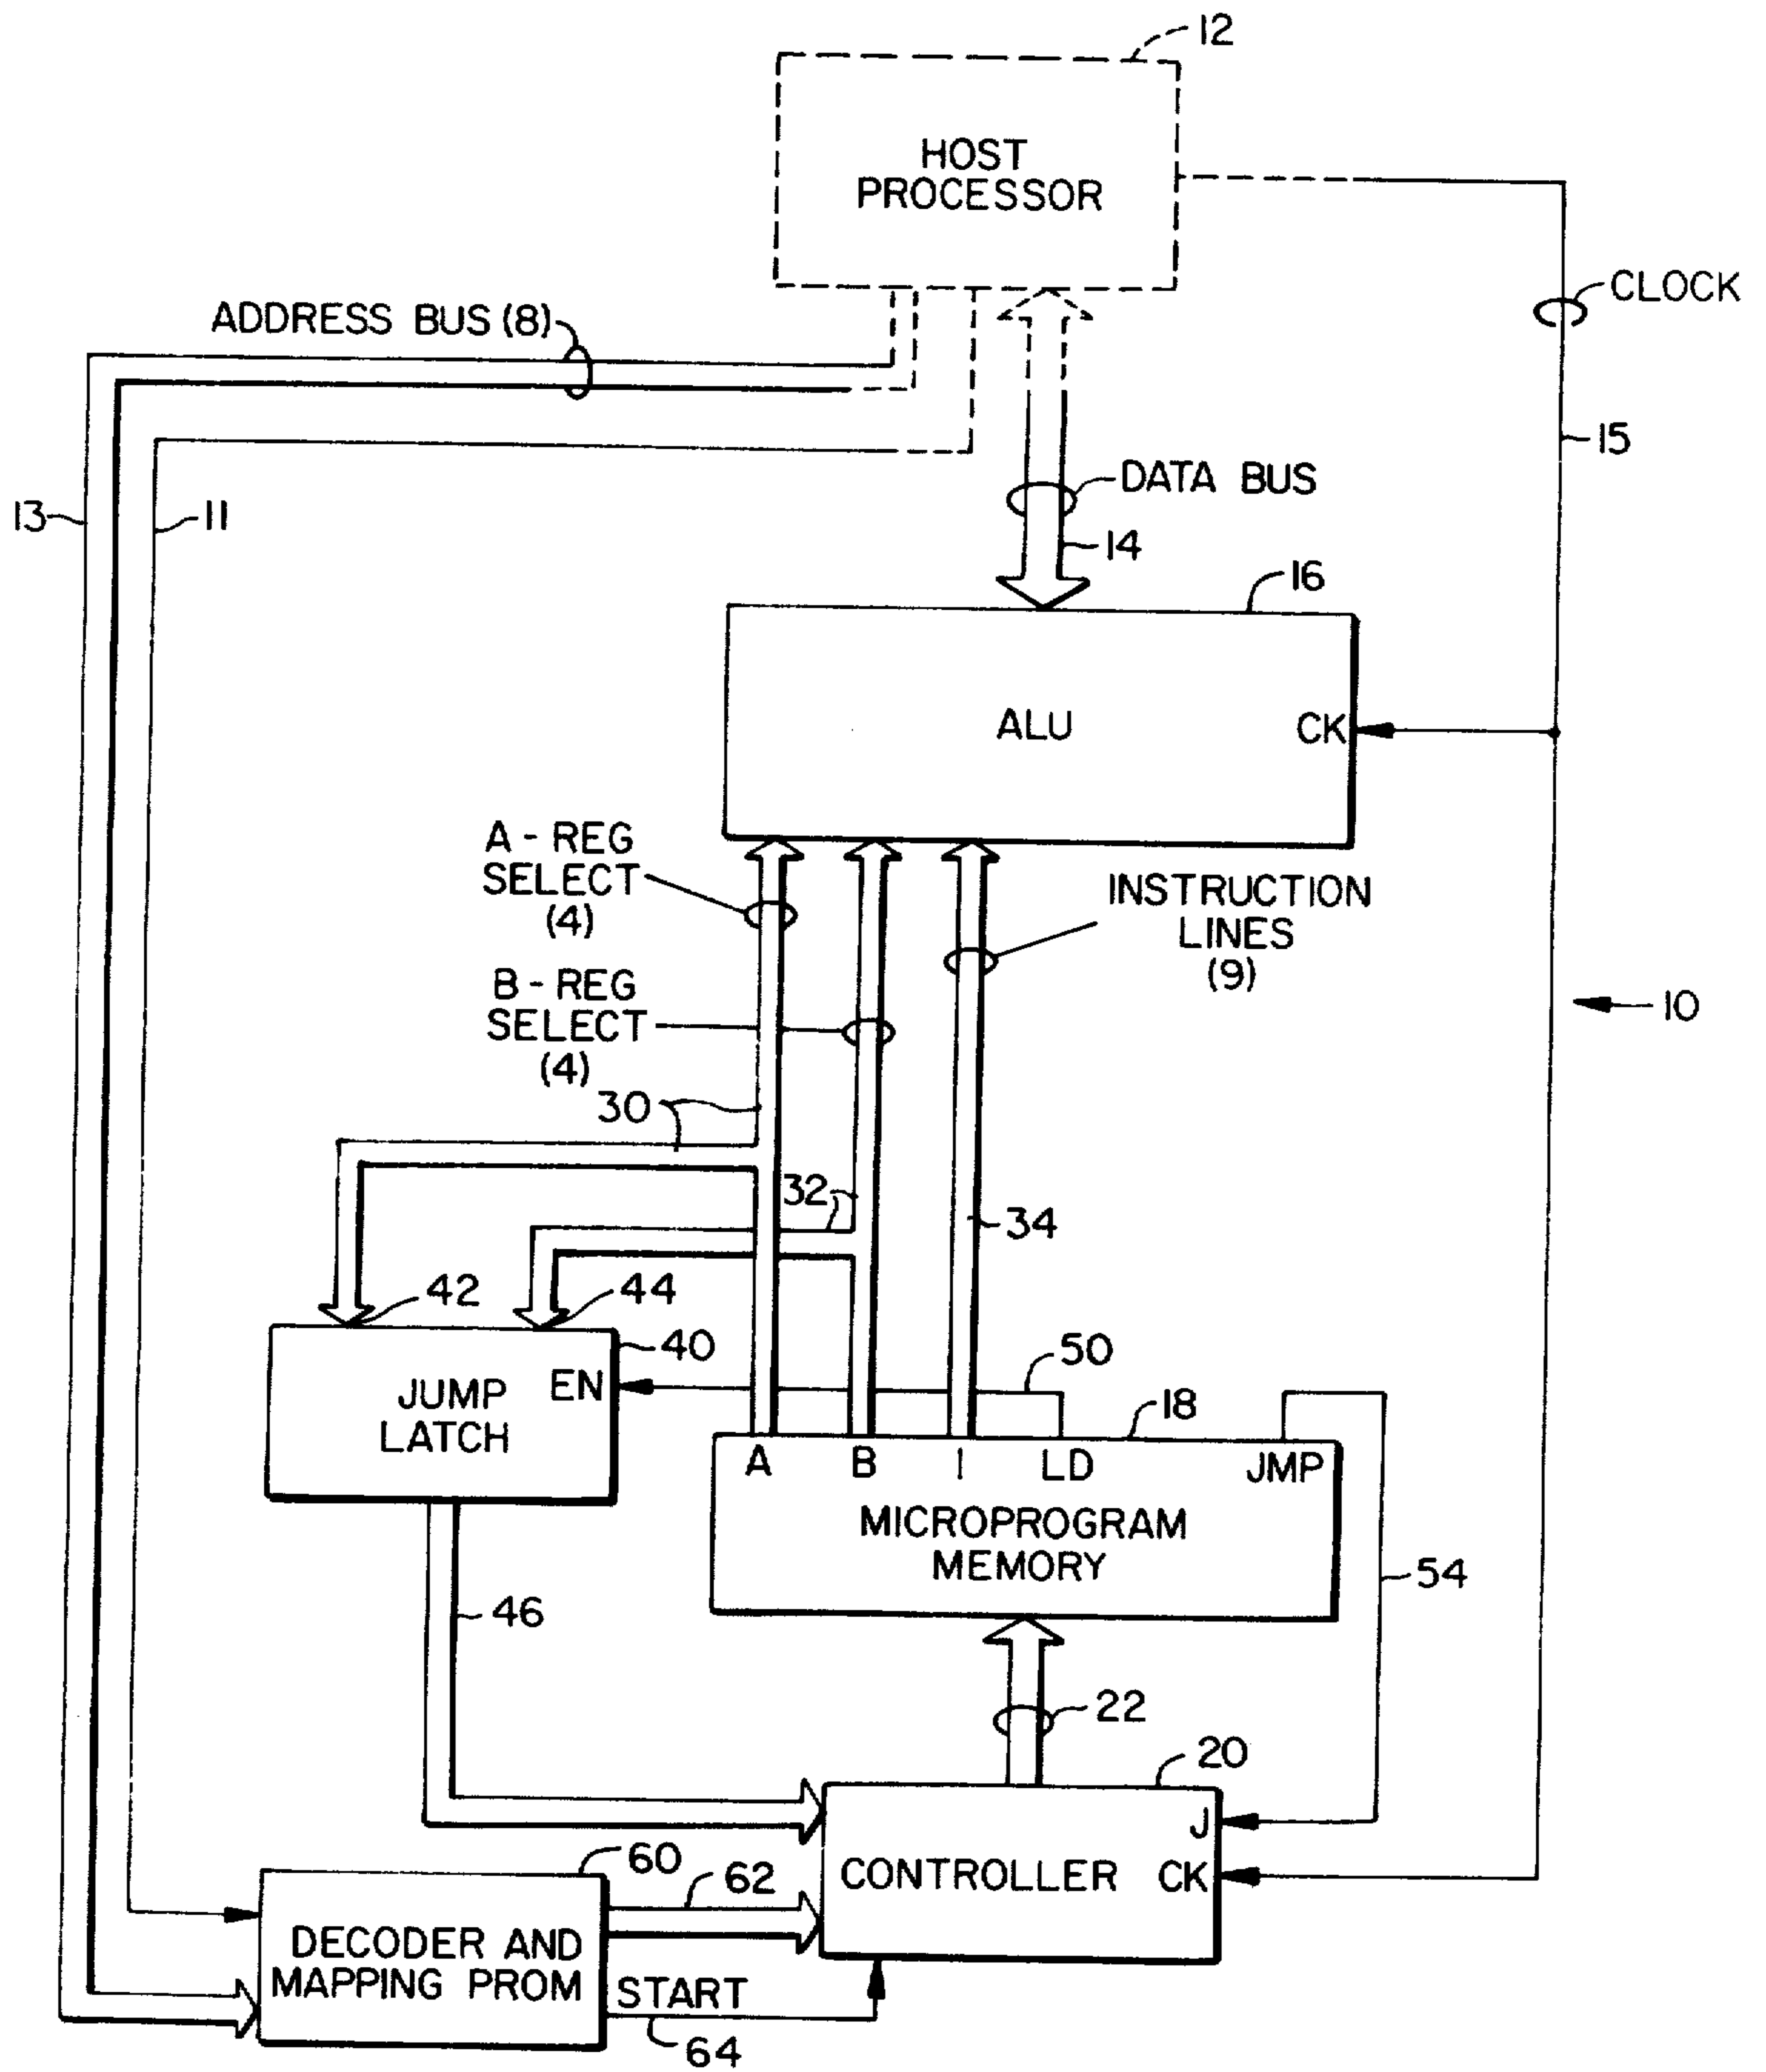 12
HOST
PROCESSOR
CLOCK
ADDRESS BUS (8)
15
DATA BUS
13
11
14
16
ALU
CK
A-REG
SELECT
(4)
INSTRUCTION
LINES
(9)
B-REG
SELECT
(4)
10
30
32
34
42
44
40
50
18
EN
JUMP
LATCH
A
B
I
LD
JMP
MICROPROGRAM
MEMORY
54
46
22
20
J
CONTROLLER
CK
60
62
DECODER AND
MAPPING PROM
START
64